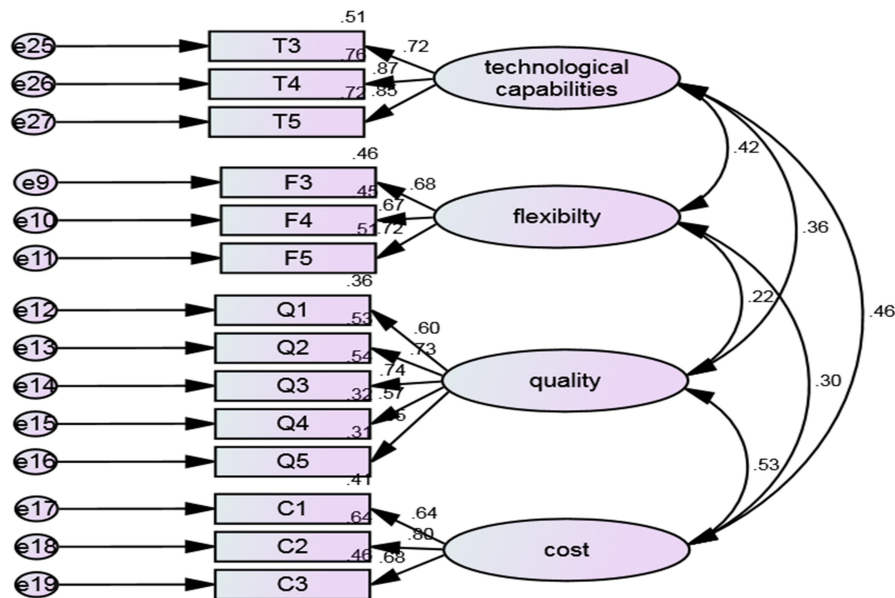 .51
e25 T3 .72
technological
capabilities
.76
e26 T4 .87
.72 .85
e27 T5
.42
.46
e9 F3 .68
.45
e10 F4 .67
flexibilty
.36
.51 .72
e11 F5
.36
.22
.46
e12 Q1 .60
.53
e13 Q2 .73
.54
e14 Q3 .74
quality
.30
.32 .57
e15 Q4
.31
e16 Q5
.53
.41
e17 C1 .64
.64
e18 C2 .80
cost
.46 .68
e19 C3